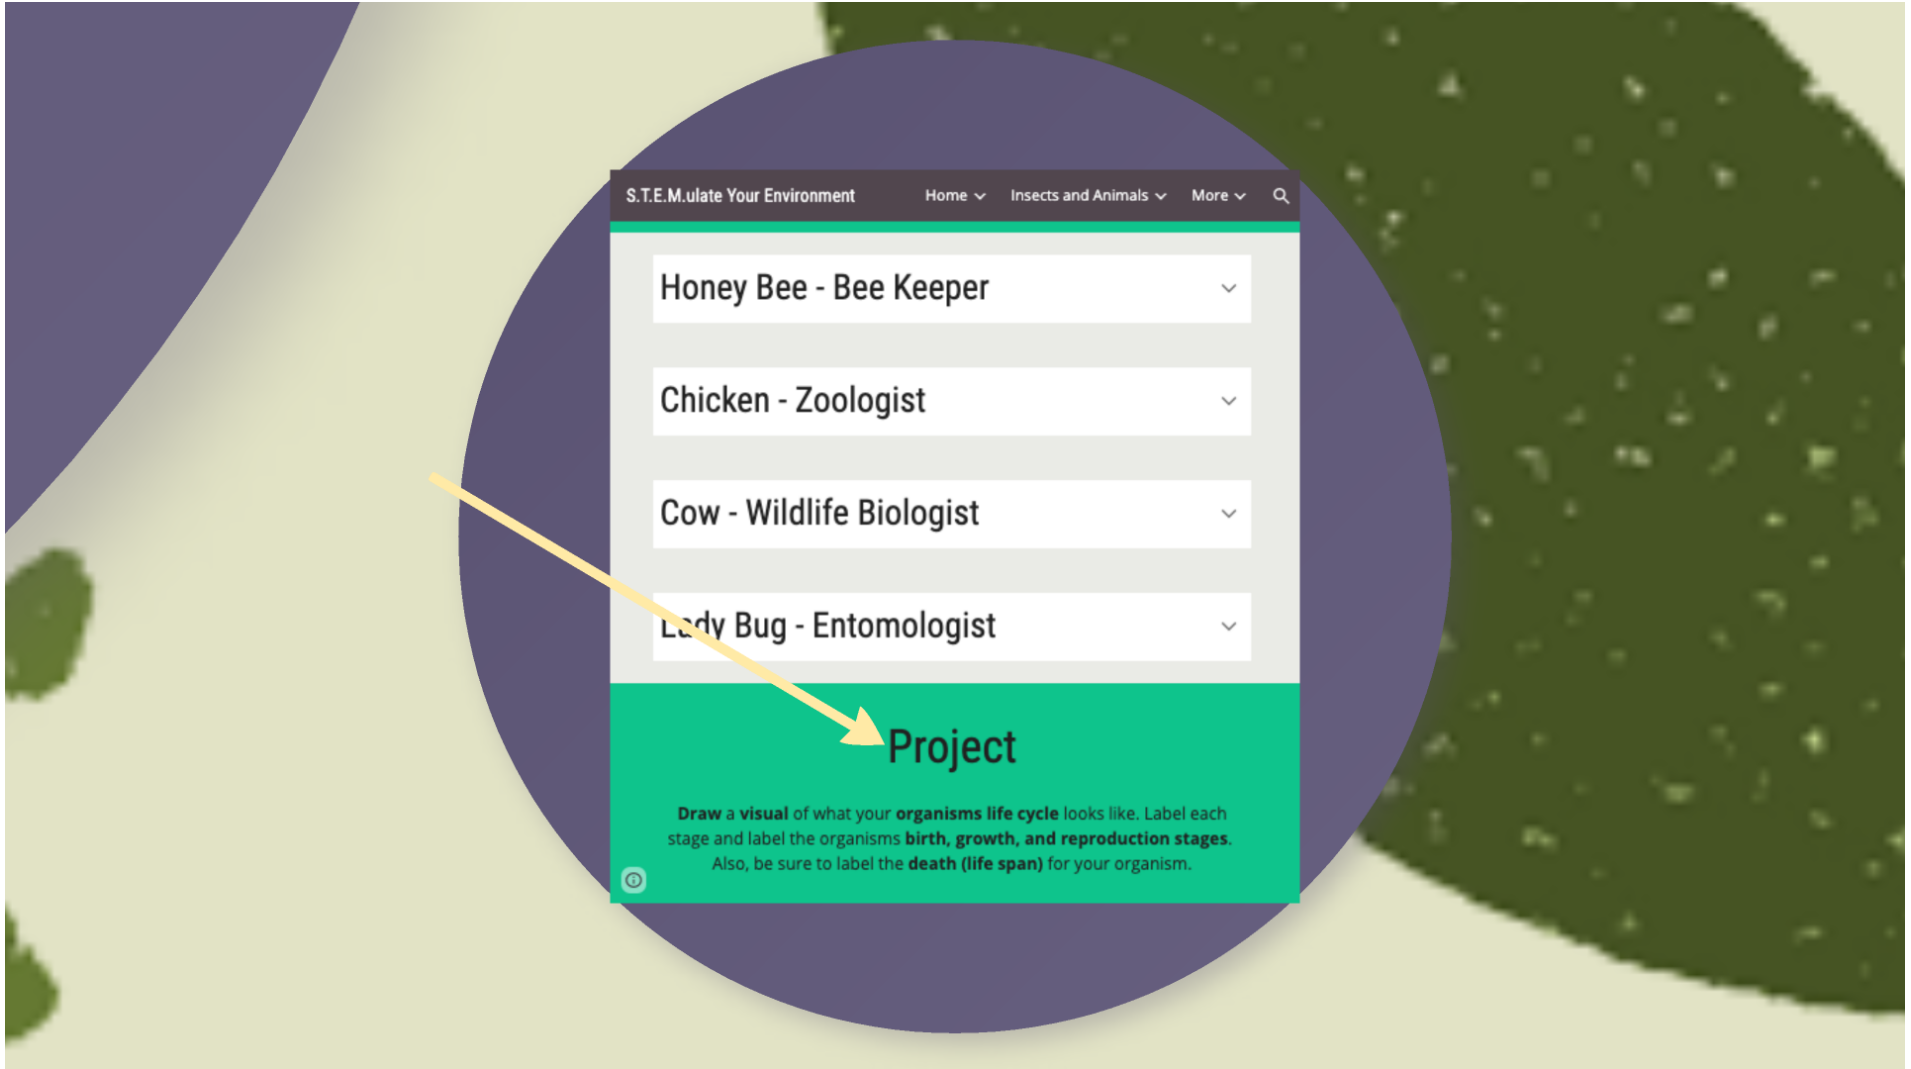 S.T.E.M.ulate Your Environment Home Insects and Animals More
Honey Bee - Bee Keeper
Chicken - Zoologist
Cow - Wildlife Biologist
Lady Bug - Entomologist
Project
Draw a visual of what your organisms life cycle looks like. Label each
stage and label the organisms birth, growth, and reproduction stages.
Also, be sure to label the death (life span) for your organism.